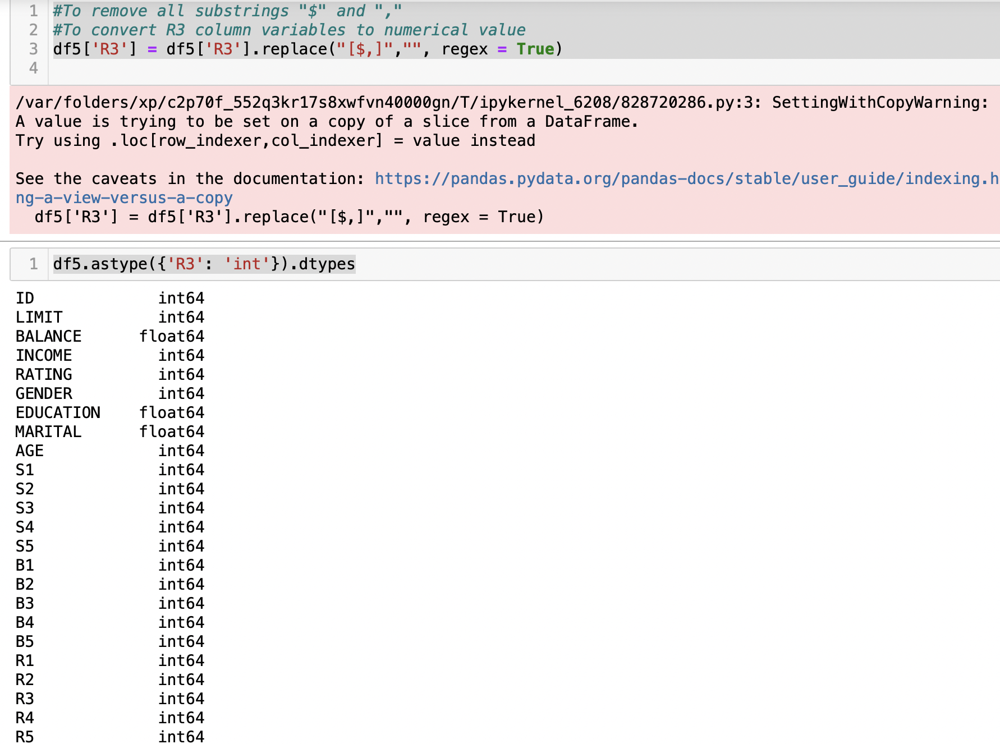 1 #To remove all substrings "$" and ","
2 #To convert R3 column variables to numerical value
3 df5['R3'] = df5['R3'].replace("[$,]","", regex = True)
4
/var/folders/xp/c2p70f_552q3kr17s8xwfvn40000gn/T/ipykernel_6208/828720286.py:3: SettingWithCopyWarning:
A value is trying to be set on a copy of a slice from a DataFrame.
Try using .loc[row_indexer,col_indexer] = value instead
See the caveats in the documentation: https://pandas.pydata.org/pandas-docs/stable/user_guide/indexing.h
ng-a-view-versus-a-copy
df5['R3'] = df5['R3'].replace("[$,]","", regex = True)
1 df5.astype({'R3': 'int'}).dtypes
ID int64
LIMIT int64
BALANCE float64
INCOME int64
RATING int64
GENDER int64
EDUCATION float64
MARITAL float64
AGE int64
S1 int64
S2 int64
S3 int64
S4 int64
S5 int64
B1 int64
B2 int64
B3 int64
B4 int64
B5 int64
R1 int64
R2 int64
R3 int64
R4 int64
R5 int64